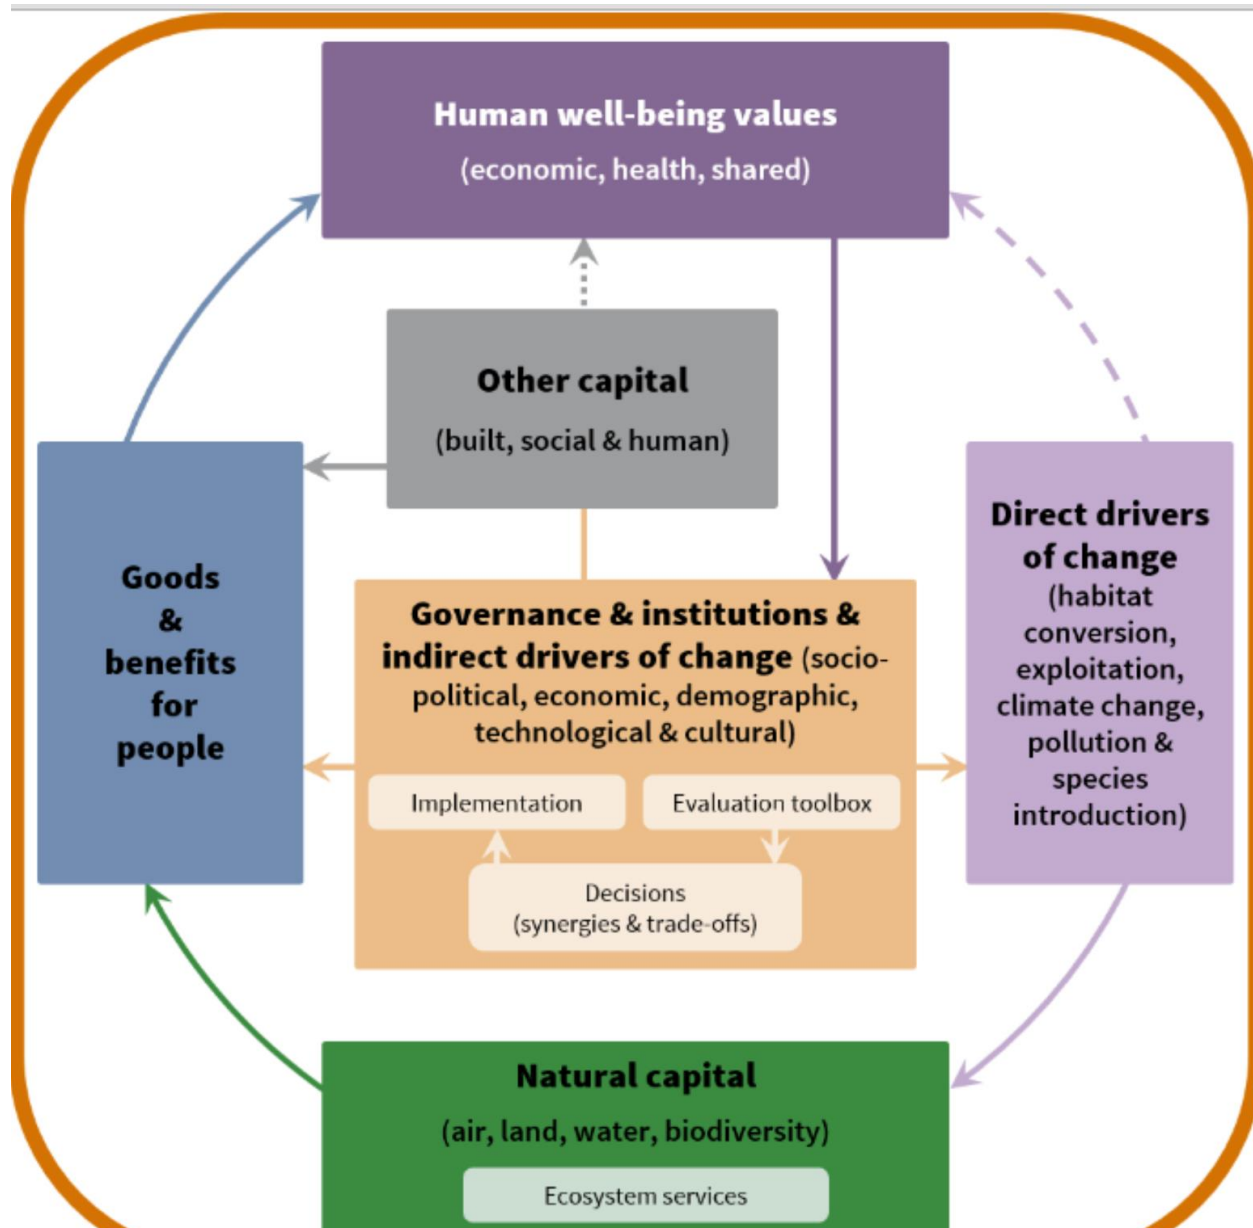 Human well-being values
(economic, health, shared)
Other capital
(built, social & human)
Goods
&
benefits
for
people
Governance & institutions &
indirect drivers of change (socio-
political, economic, demographic,
technological & cultural)
Implementation
Evaluation toolbox
Decisions
(synergies & trade-offs)
Direct drivers
of change
(habitat
conversion,
exploitation,
climate change,
pollution &
species
introduction)
Natural capital
(air, land, water, biodiversity)
Ecosystem services